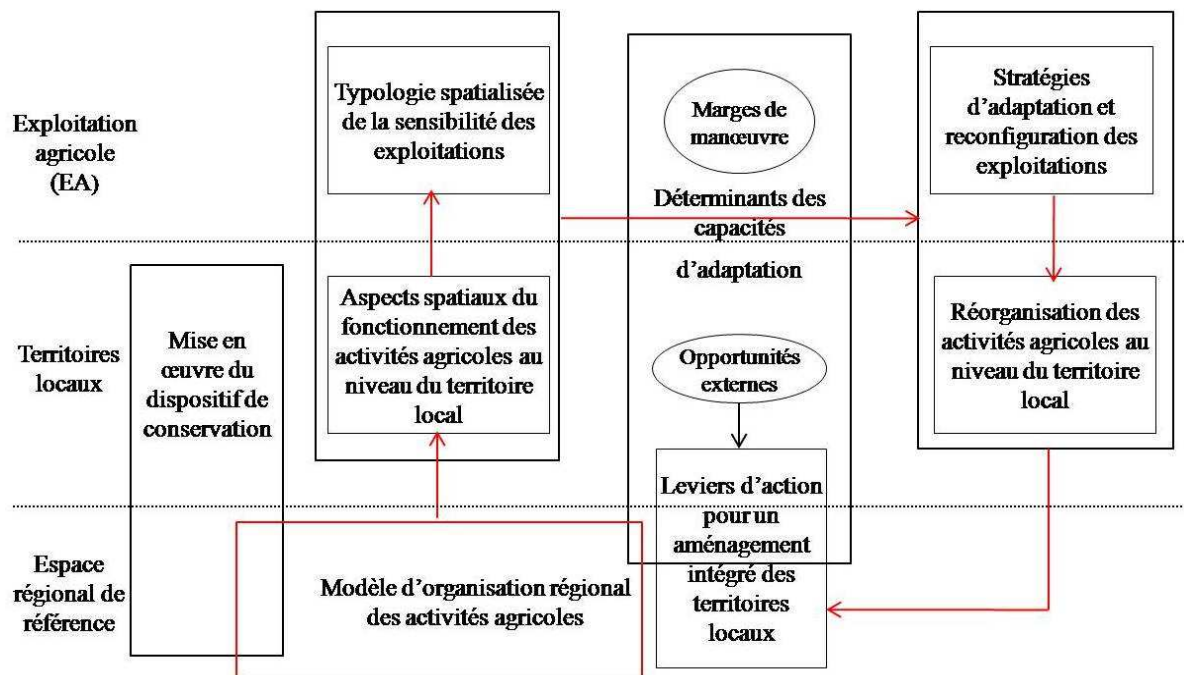 Exploitation
agricole
(EA)
Typologie spatialisée
de la sensibilité des
exploitations
Marges de
manœuvre
Stratégies
d'adaptation et
reconfiguration des
exploitations
Déterminants des
capacités
d'adaptation
Territoires
locaux
Mise en
œuvre du
dispositif de
conservation
Aspects spatiaux du
fonctionnement des
activités agricoles au
niveau du territoire
local
Opportunités
externes
Réorganisation des
activités agricoles au
niveau du territoire
local
Leviers d'action
pour un
aménagement
intégré des
territoires
locaux
Espace
régional de
référence
Modèle d'organisation régional
des activités agricoles